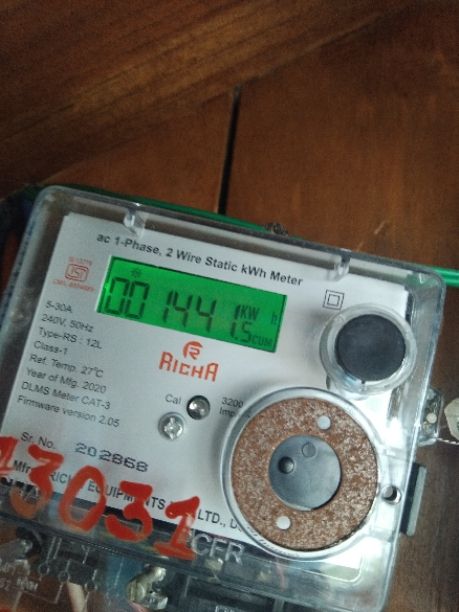 ac 1-Phase, 2 Wire Static kWh Meter
001441.5 KW h
CUM
5-30A
240V, 50Hz
Type-RS : 12L
Class-1
Ref. Temp. 27°C
Year of Mfg. 2020
DLMS Meter CAT-3
Firmware version 2.05
RICHA
Cal
3200
Imp
Sr. No. 202868
EQUIPMENTS
LTD.,
13031